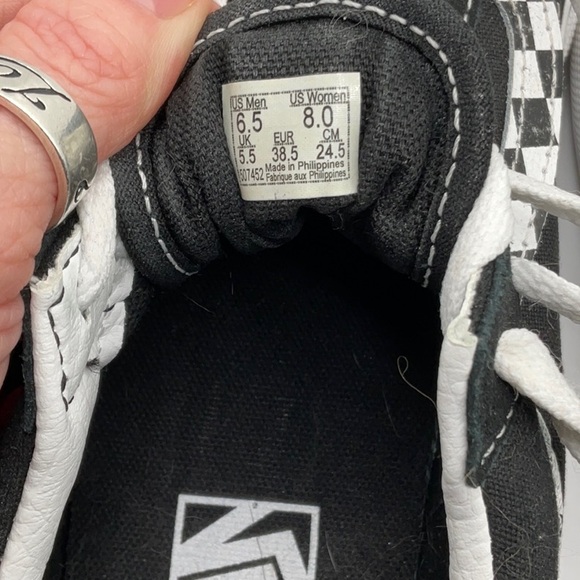 US Men US Women
6.5 8.0
UK EUR CM
5.5 38.5 24.5
507452 Made in Philippines
Fabrique aux Philippines